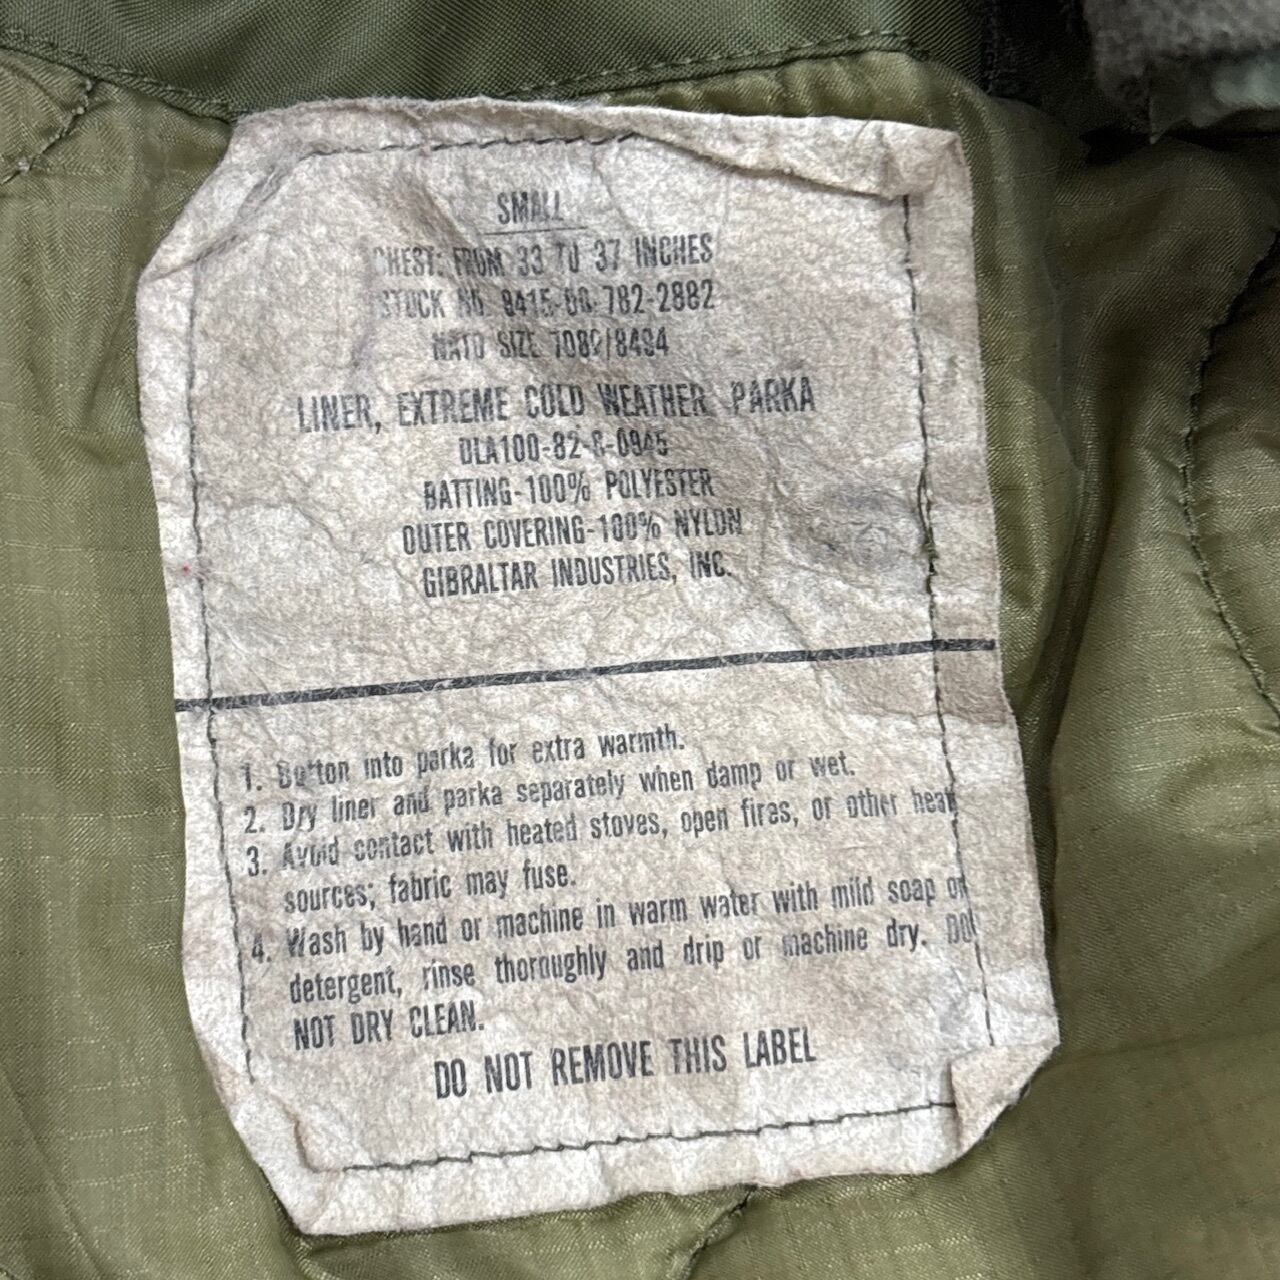 SMALL
CHEST: FROM 33 TO 37 INCHES
STOCK NO. 8415-00-782-2882
NATO SIZE 7080/8494
LINER, EXTREME COLD WEATHER, PARKA
DLA100-82-C-0945
BATTING-100% POLYESTER
OUTER COVERING-100% NYLON
GIBRALTAR INDUSTRIES, INC.
1. Button into parka for extra warmth.
2. Dry liner and parka separately when damp or wet.
3. Avoid contact with heated stoves, open fires, or other heat
sources; fabric may fuse.
4. Wash by hand or machine in warm water with mild soap or
detergent, rinse thoroughly and drip or machine dry. DO
NOT DRY CLEAN.
DO NOT REMOVE THIS LABEL